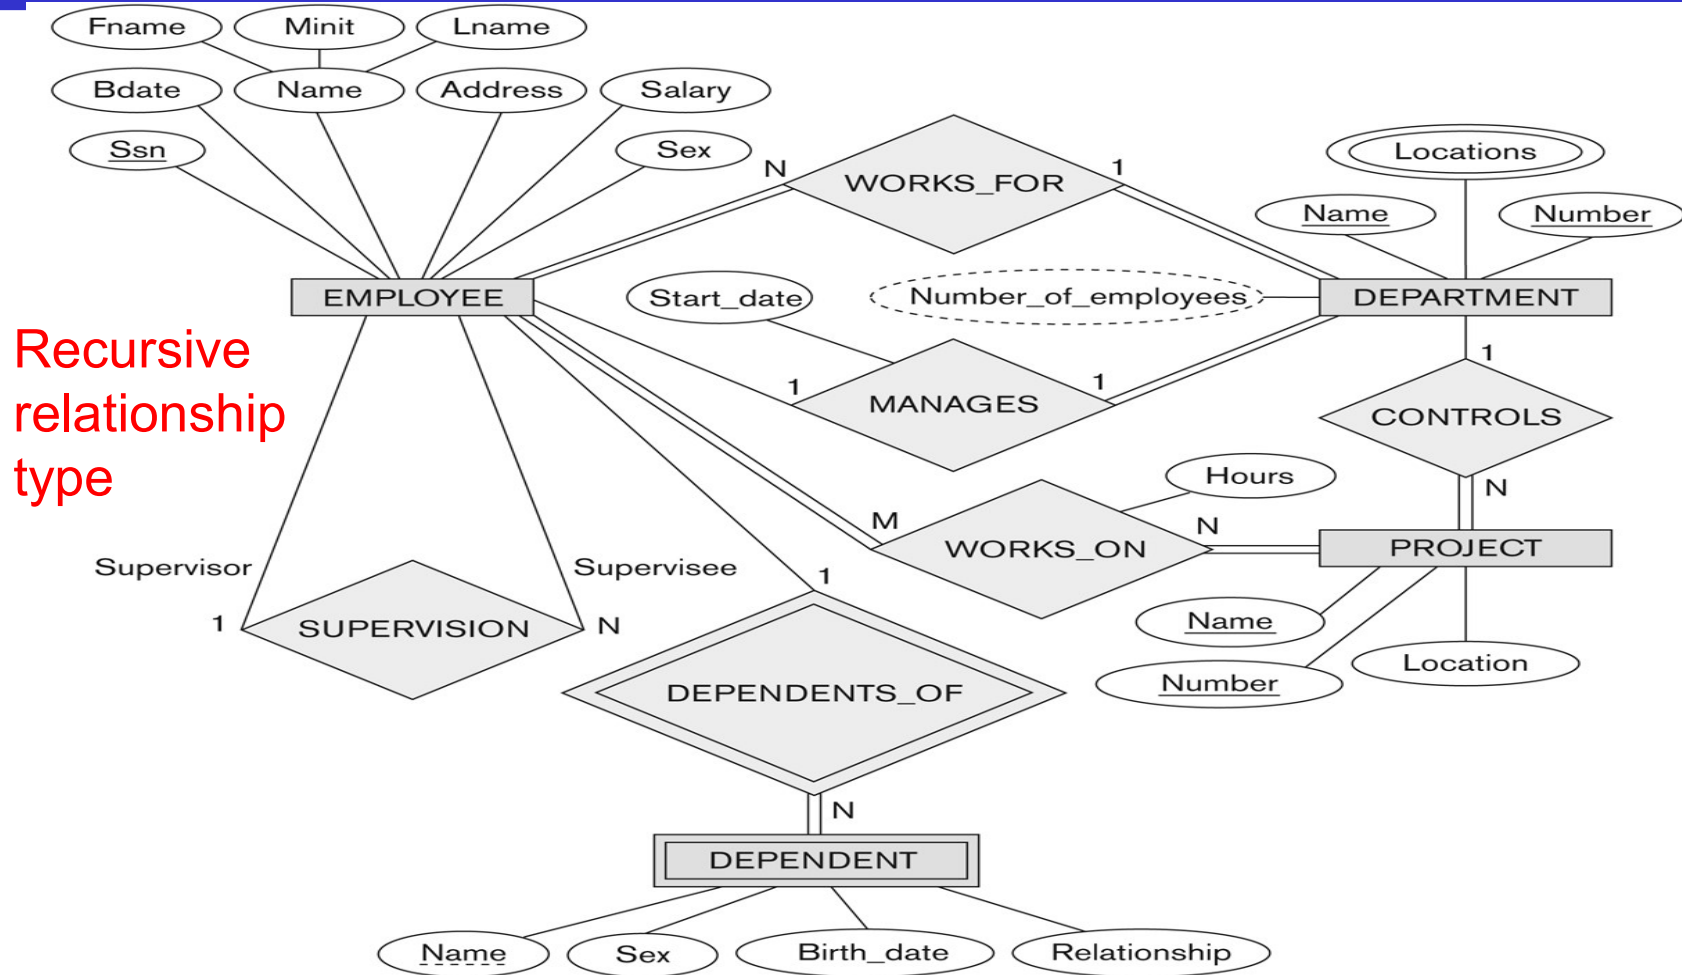 Fname Minit Lname
Bdate Name Address Salary
Ssn Sex
N WORKS_FOR 1
Locations
Name Number
EMPLOYEE Start_date Number_of_employees DEPARTMENT
Recursive
relationship
type
1 MANAGES 1
1
CONTROLS
N
Hours
M WORKS_ON N PROJECT
Supervisor Supervisee
1 SUPERVISION N
1
Name
Number Location
DEPENDENTS_OF
N
DEPENDENT
Name Sex Birth_date Relationship